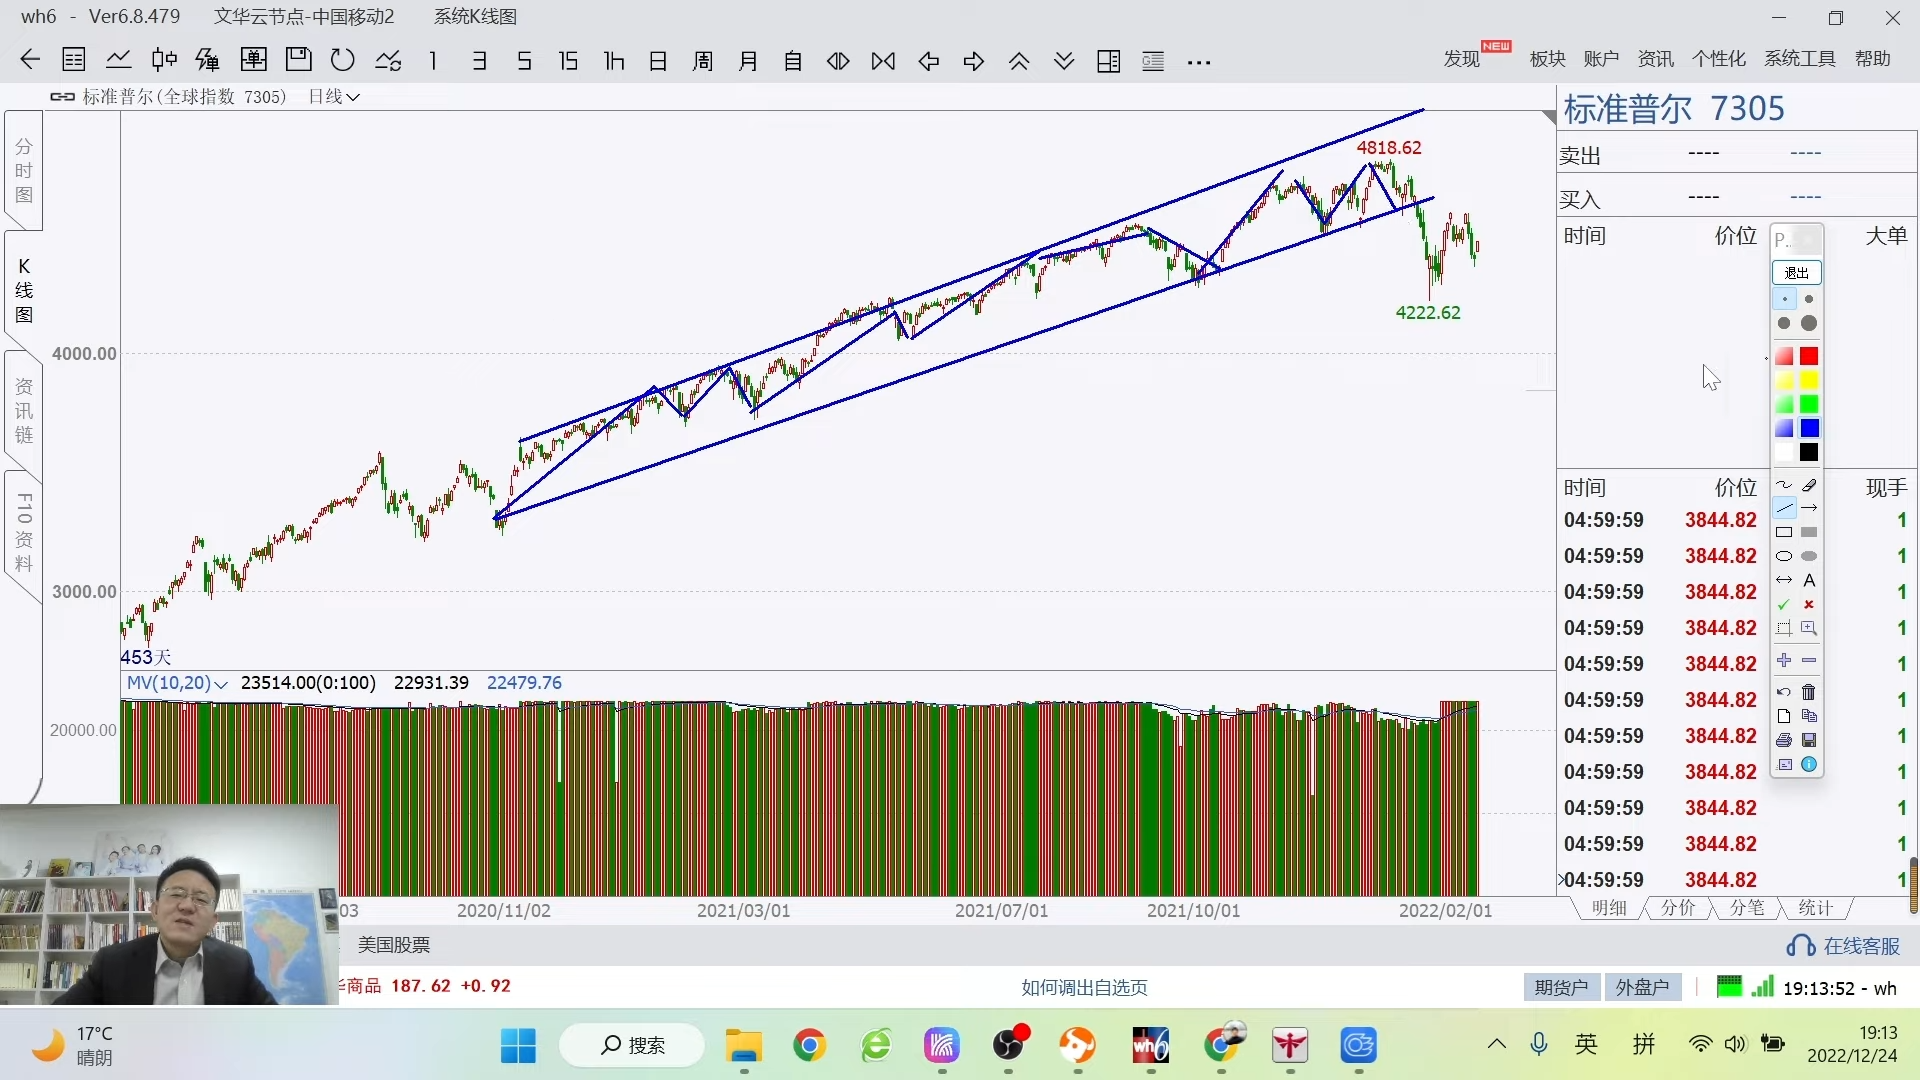 wh6 - Ver6.8.479 文华云节点-中国移动2 系统K线图
单 单 1 3 5 15 1h 日 周 月 自
发现 NEW 板块 账户 资讯 个性化 系统工具 帮助
标准普尔(全球指数 7305) 日线
分时图
K线图
资讯链
F10资料
4818.62
4222.62
4000.00
3000.00
453天
MV(10,20) 23514.00(0:100) 22931.39 22479.76
20000.00
03 2020/11/02 2021/03/01 2021/07/01 2021/10/01 2022/02/01
标准普尔 7305
卖出 ---- ----
买入 ---- ----
时间 价位 大单
P...
退出
A
时间 价位 现手
04:59:59 3844.82 1
04:59:59 3844.82 1
04:59:59 3844.82 1
04:59:59 3844.82 1
04:59:59 3844.82 1
04:59:59 3844.82 1
04:59:59 3844.82 1
04:59:59 3844.82 1
04:59:59 3844.82 1
04:59:59 3844.82 1
04:59:59 3844.82 1
明细 分价 分笔 统计
美国股票
在线客服
商品 187.62 +0.92
如何调出自选页
期货户 外盘户 19:13:52 - wh
17°C
晴朗
搜索
wh6
英 拼
19:13
2022/12/24